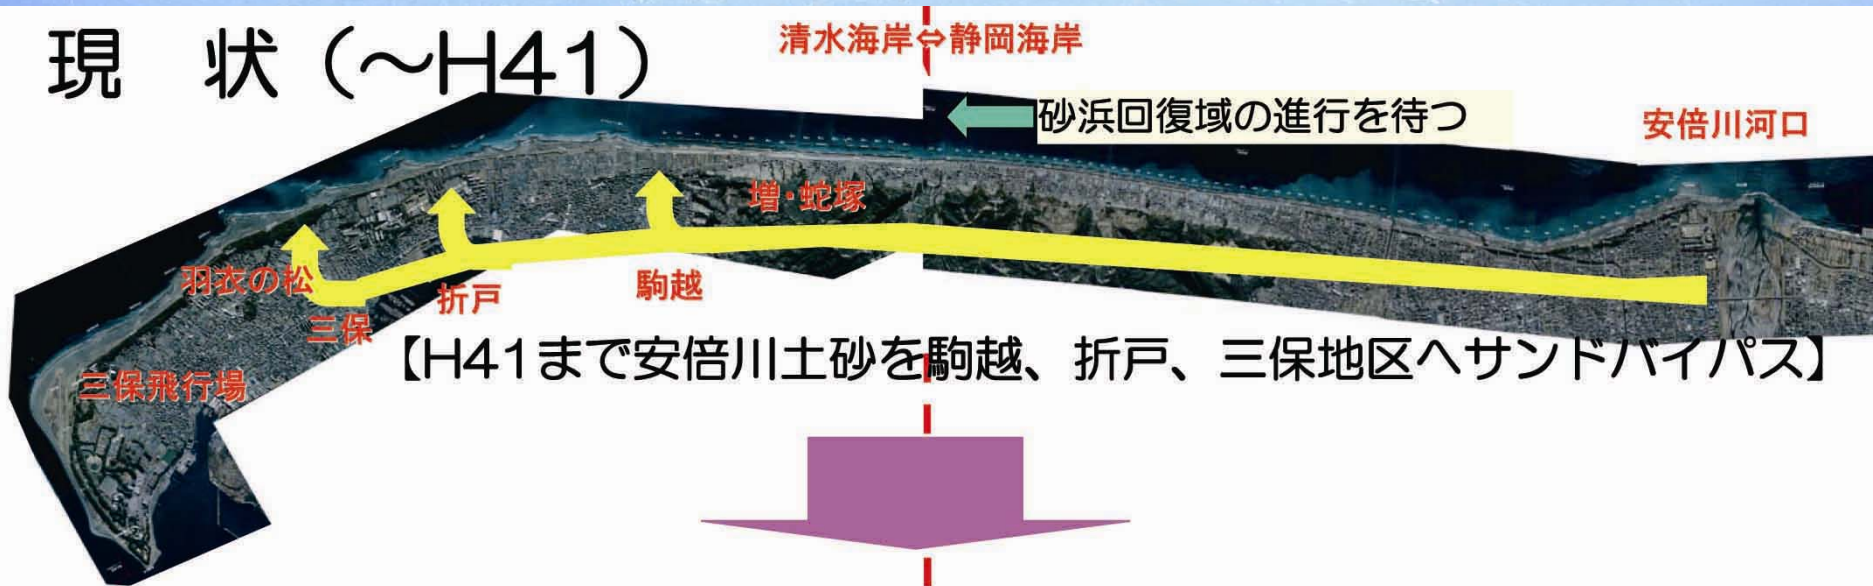 現　状（～H41）
清水海岸⇔静岡海岸
砂浜回復域の進行を待つ
安倍川河口
増・蛇塚
羽衣の松
三保
折戸
駒越
三保飛行場
【H41まで安倍川土砂を駒越、折戸、三保地区へサンドバイパス】